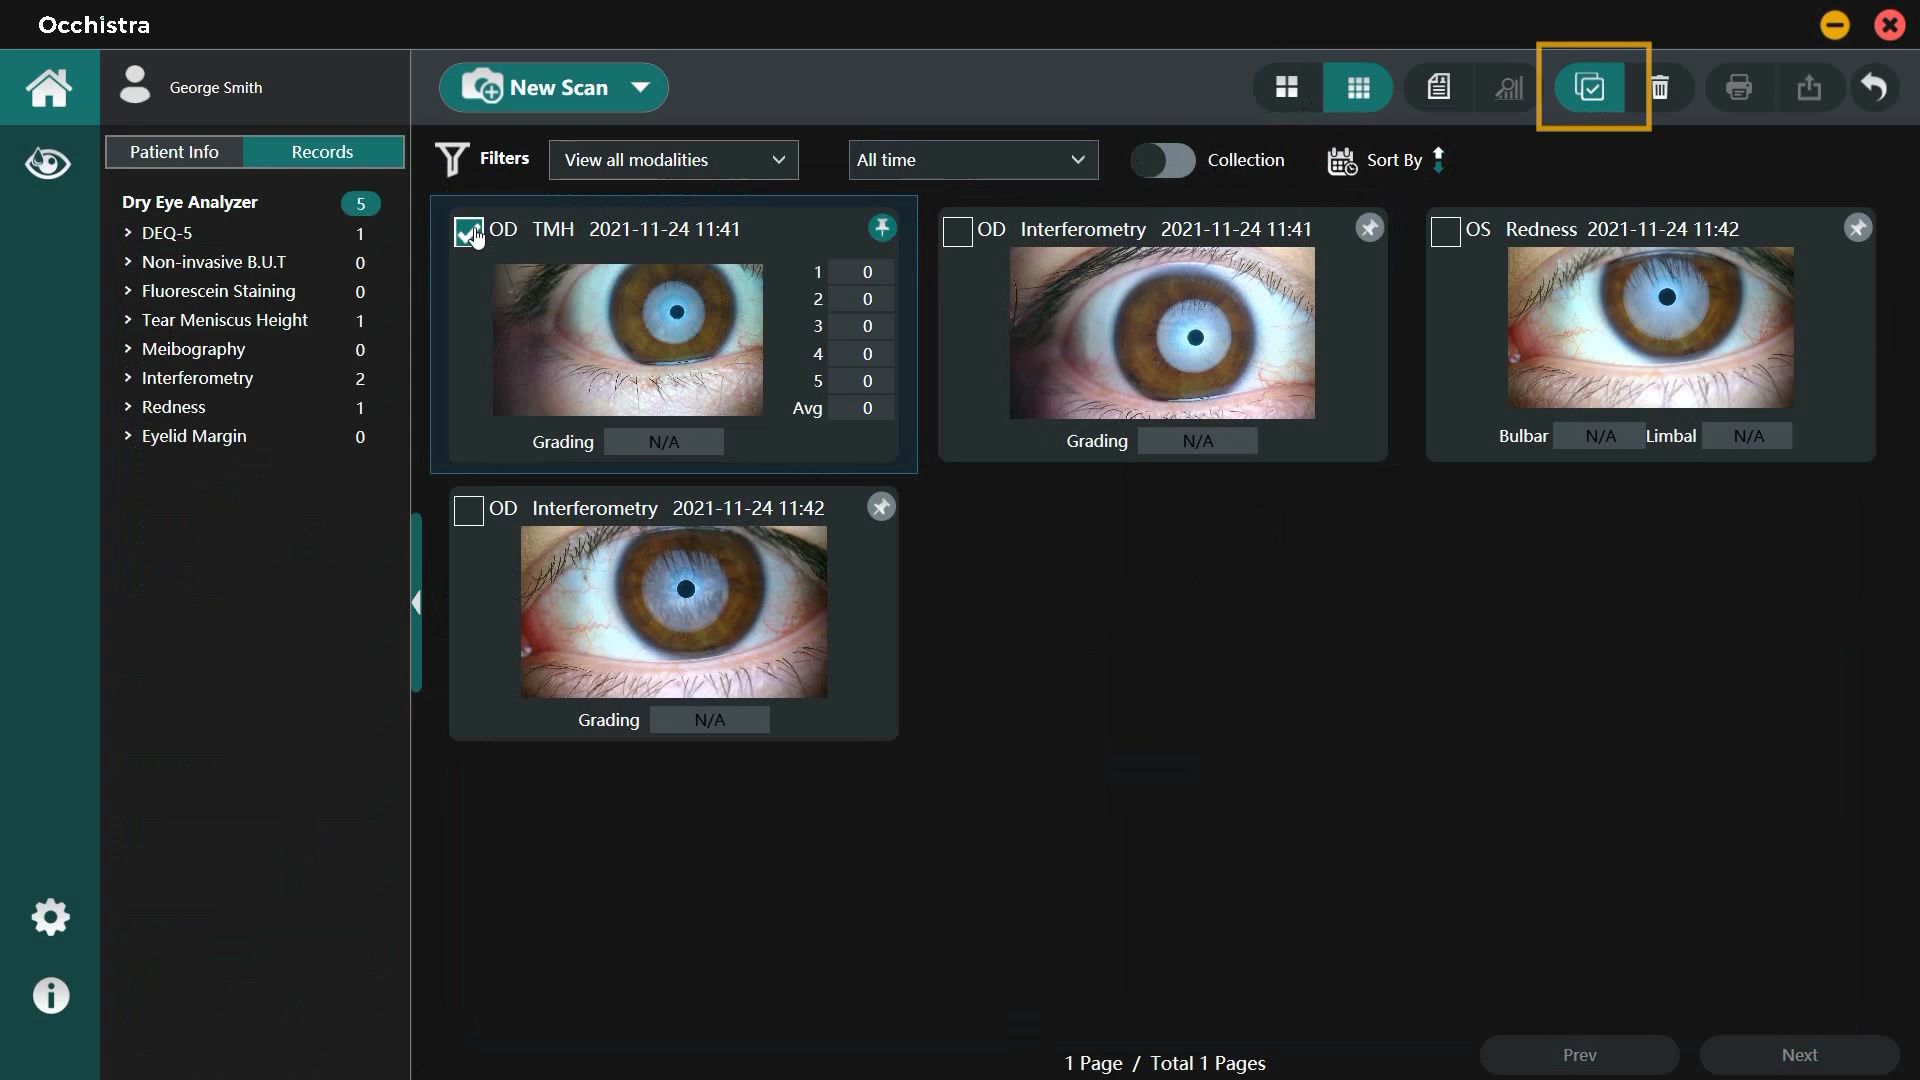 Occhistra
George Smith
New Scan
Patient Info
Records
Filters
View all modalities
All time
Collection
Sort By
Dry Eye Analyzer 5
DEQ-5 1
Non-invasive B.U.T 0
Fluorescein Staining 0
Tear Meniscus Height 1
Meibography 0
Interferometry 2
Redness 1
Eyelid Margin 0
OD TMH 2021-11-24 11:41
1 0
2 0
3 0
4 0
5 0
Avg 0
Grading N/A
OD Interferometry 2021-11-24 11:41
Grading N/A
OS Redness 2021-11-24 11:42
Bulbar N/A Limbal N/A
OD Interferometry 2021-11-24 11:42
Grading N/A
1 Page / Total 1 Pages
Prev
Next